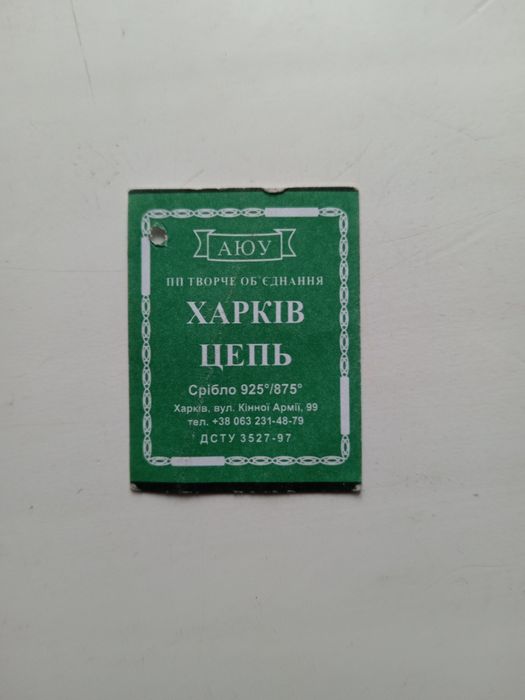 АЮУ
ПП ТВОРЧЕ ОБ'ЄДНАННЯ
ХАРКІВ
ЦЕПЬ
Срібло 925°/875°
Харків, вул. Кінної Армії, 99
тел. +38 063 231-48-79
ДСТУ 3527-97